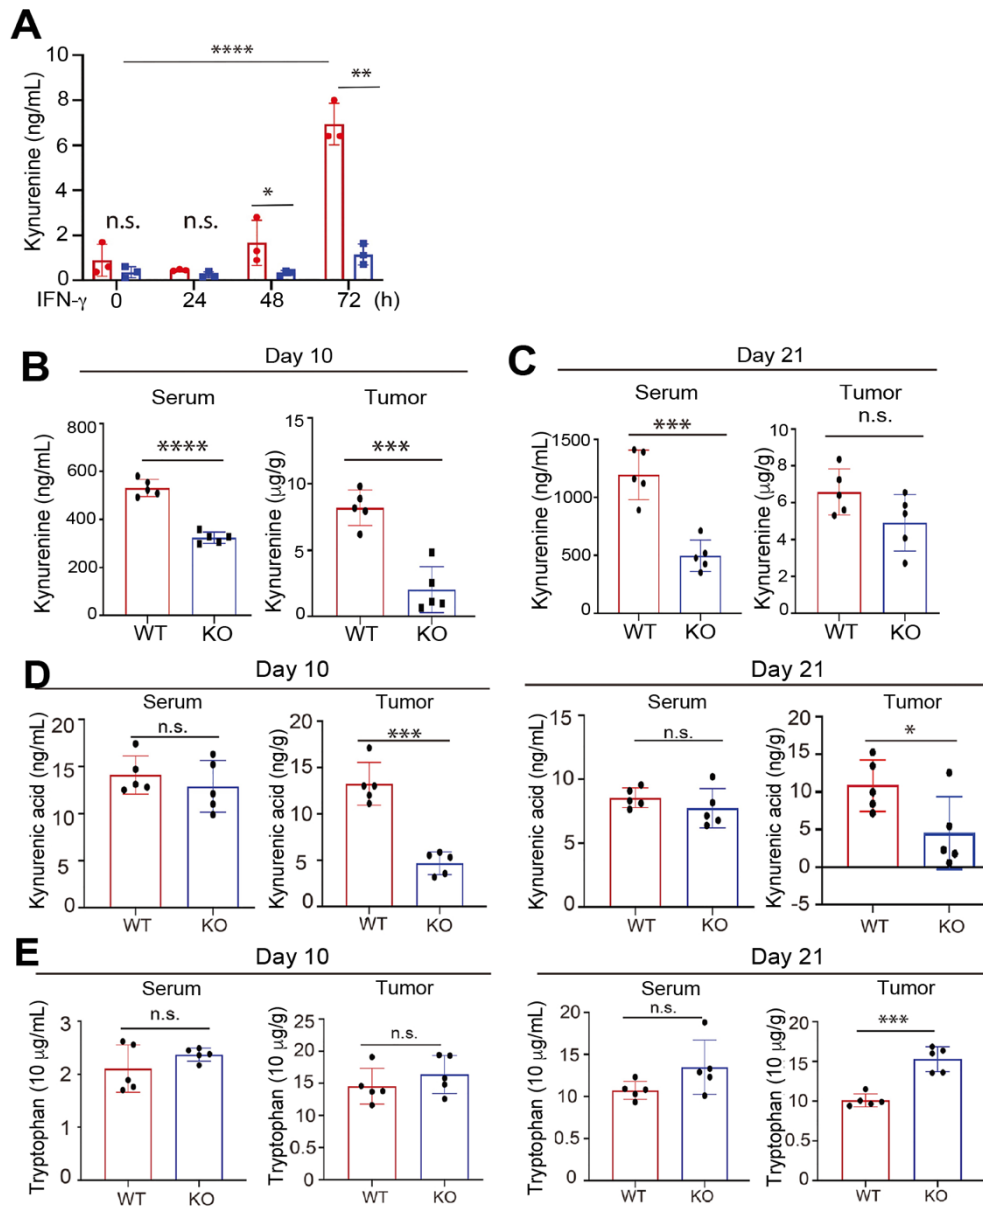 A
Kynurenine (ng/mL)
10
8
6
4
2
0
****
**
*
n.s.
n.s.
IFN-γ 0 24 48 72 (h)
B
Day 10
Serum
Kynurenine (ng/mL)
800
600
400
200
0
****
WT KO
Tumor
Kynurenine (µg/g)
15
10
5
0
***
WT KO
C
Day 21
Serum
Kynurenine (ng/mL)
1500
1000
500
0
***
WT KO
Tumor
n.s.
Kynurenine (µg/g)
8
6
4
2
0
WT KO
D
Day 10
Serum
n.s.
Kynurenic acid (ng/mL)
20
15
10
5
0
WT KO
Tumor
***
Kynurenic acid (ng/g)
20
15
10
5
0
WT KO
Day 21
Serum
n.s.
Kynurenic acid (ng/mL)
15
10
5
0
WT KO
Tumor
*
Kynurenic acid (ng/g)
20
15
10
5
0
-5
WT KO
E
Day 10
Serum
n.s.
Tryptophan (10 µg/mL)
3
2
1
0
WT KO
Tumor
n.s.
Tryptophan (10 µg/g)
25
20
15
10
0.5
0
WT KO
Day 21
Serum
n.s.
Tryptophan (10 µg/mL)
20
15
10
0.5
0
WT KO
Tumor
***
Tryptophan (10 µg/g)
20
15
10
0.5
0
WT KO